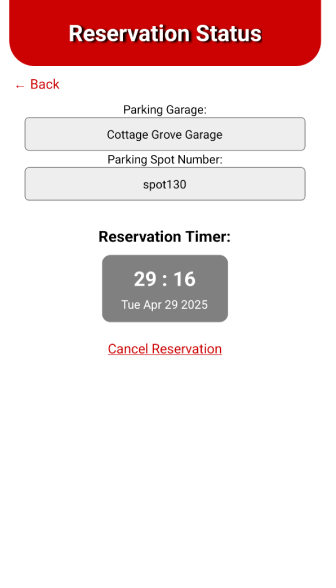 Reservation Status
← Back
Parking Garage:
Cottage Grove Garage
Parking Spot Number:
spot130
Reservation Timer:
29 : 16
Tue Apr 29 2025
Cancel Reservation